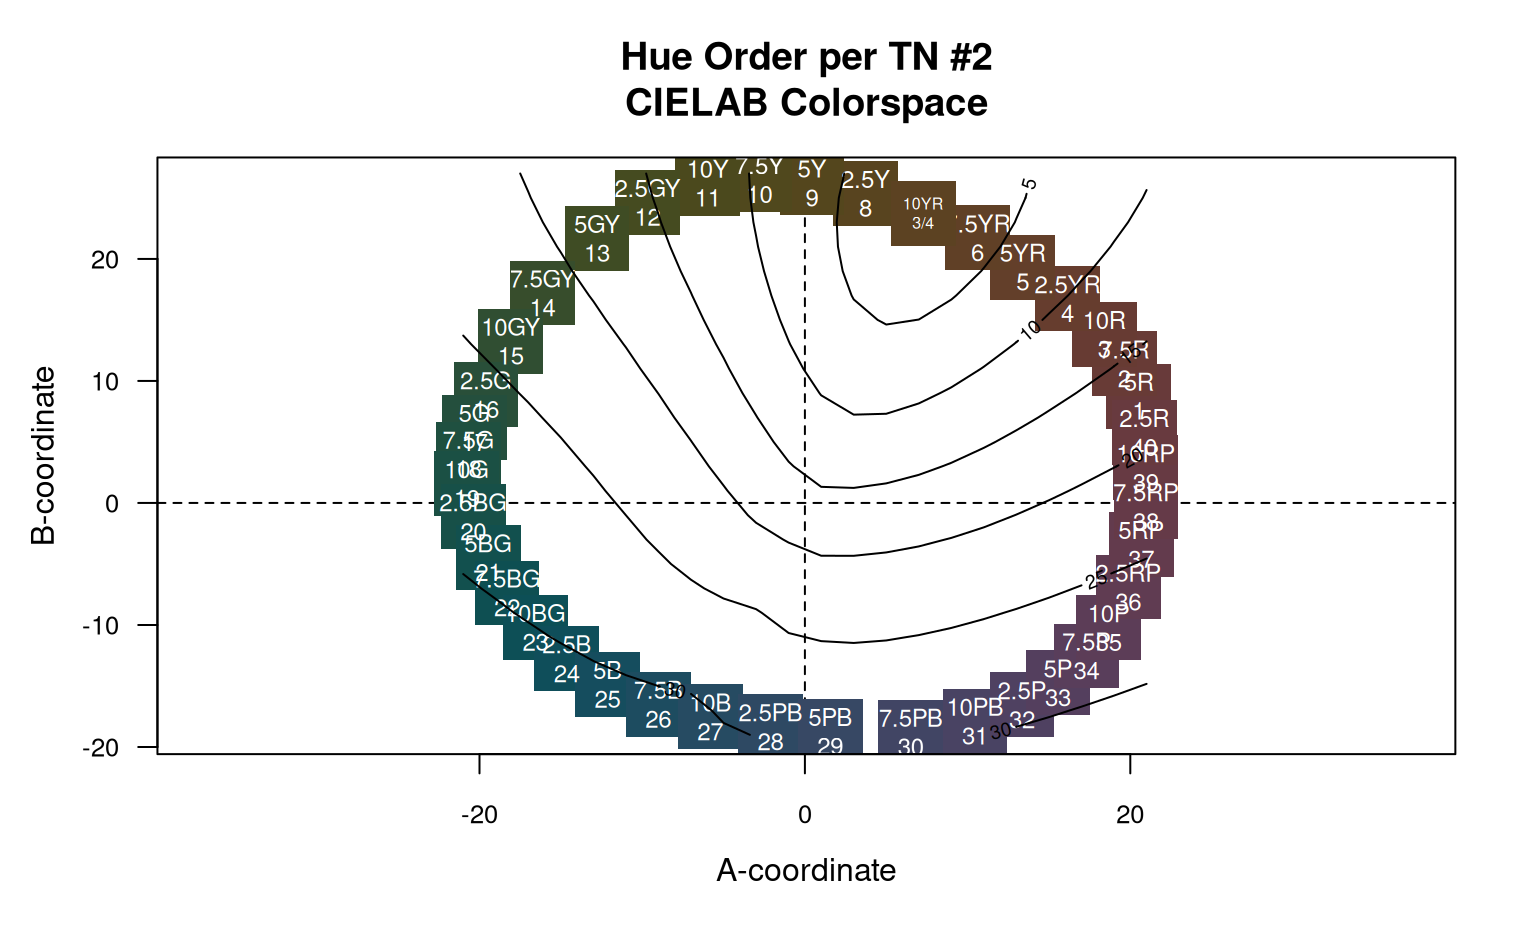 Hue Order per TN #2
CIELAB Colorspace
B-coordinate
20
10
0
-10
-20
-20
0
20
A-coordinate
10Y
11
7.5Y
10
5Y
9
2.5Y
8
10YR
3/4
.5YR
6
5YR
5
2.5YR
4
10R
3
7.5R
2
5R
1
2.5R
40
10RP
39
7.5RP
38
5RP
37
2.5RP
36
10P
35
7.5P
34
5P
33
2.5P
32
10PB
31
7.5PB
30
5PB
29
2.5PB
28
10B
27
7.5B
26
5B
25
2.5B
24
10BG
23
7.5BG
22
5BG
21
2.5BG
20
10G
19
7.5G
18
5G
17
2.5G
16
10GY
15
7.5GY
14
5GY
13
2.5GY
12
5
10
15
20
25
30
30